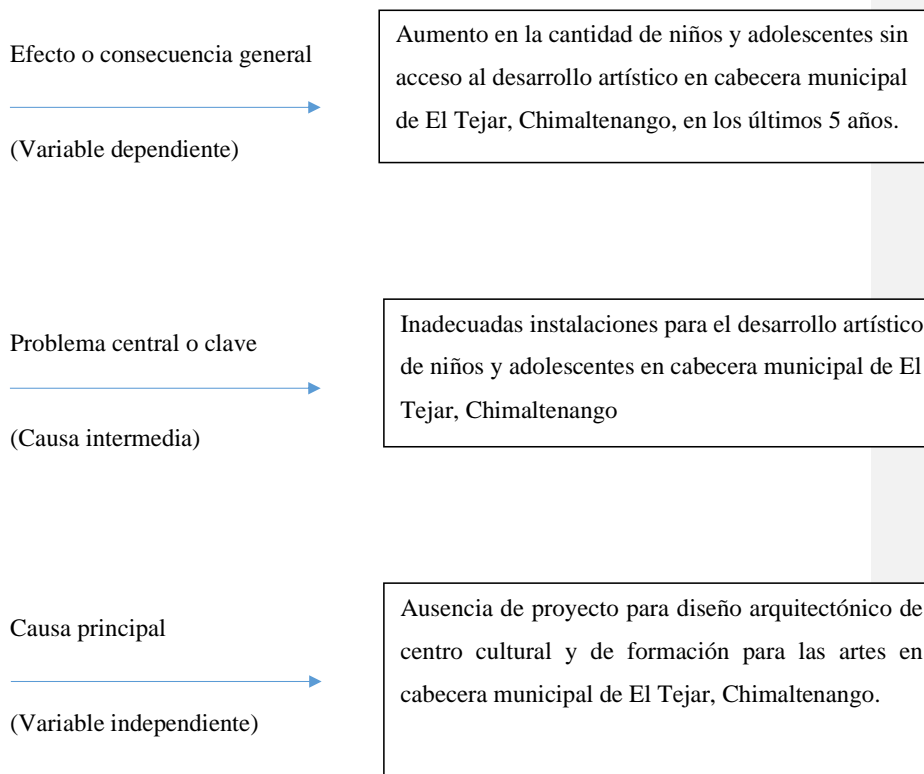 Efecto o consecuencia general
(Variable dependiente)
Aumento en la cantidad de niños y adolescentes sin
acceso al desarrollo artístico en cabecera municipal
de El Tejar, Chimaltenango, en los últimos 5 años.
Problema central o clave
(Causa intermedia)
Inadecuadas instalaciones para el desarrollo artístico
de niños y adolescentes en cabecera municipal de El
Tejar, Chimaltenango
Causa principal
(Variable independiente)
Ausencia de proyecto para diseño arquitectónico de
centro cultural y de formación para las artes en
cabecera municipal de El Tejar, Chimaltenango.